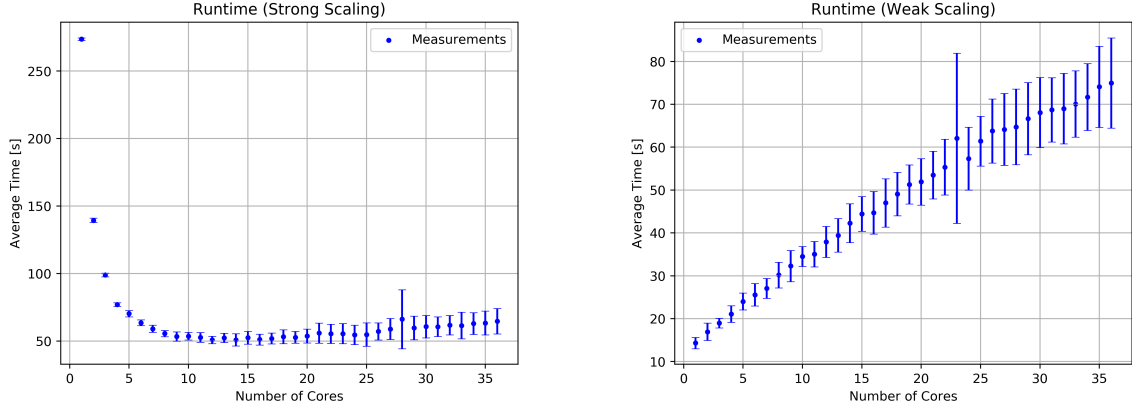 Runtime (Strong Scaling)
Measurements
Average Time [s]
250
200
150
100
50
0 5 10 15 20 25 30 35
Number of Cores
Runtime (Weak Scaling)
Measurements
Average Time [s]
80
70
60
50
40
30
20
10
0 5 10 15 20 25 30 35
Number of Cores